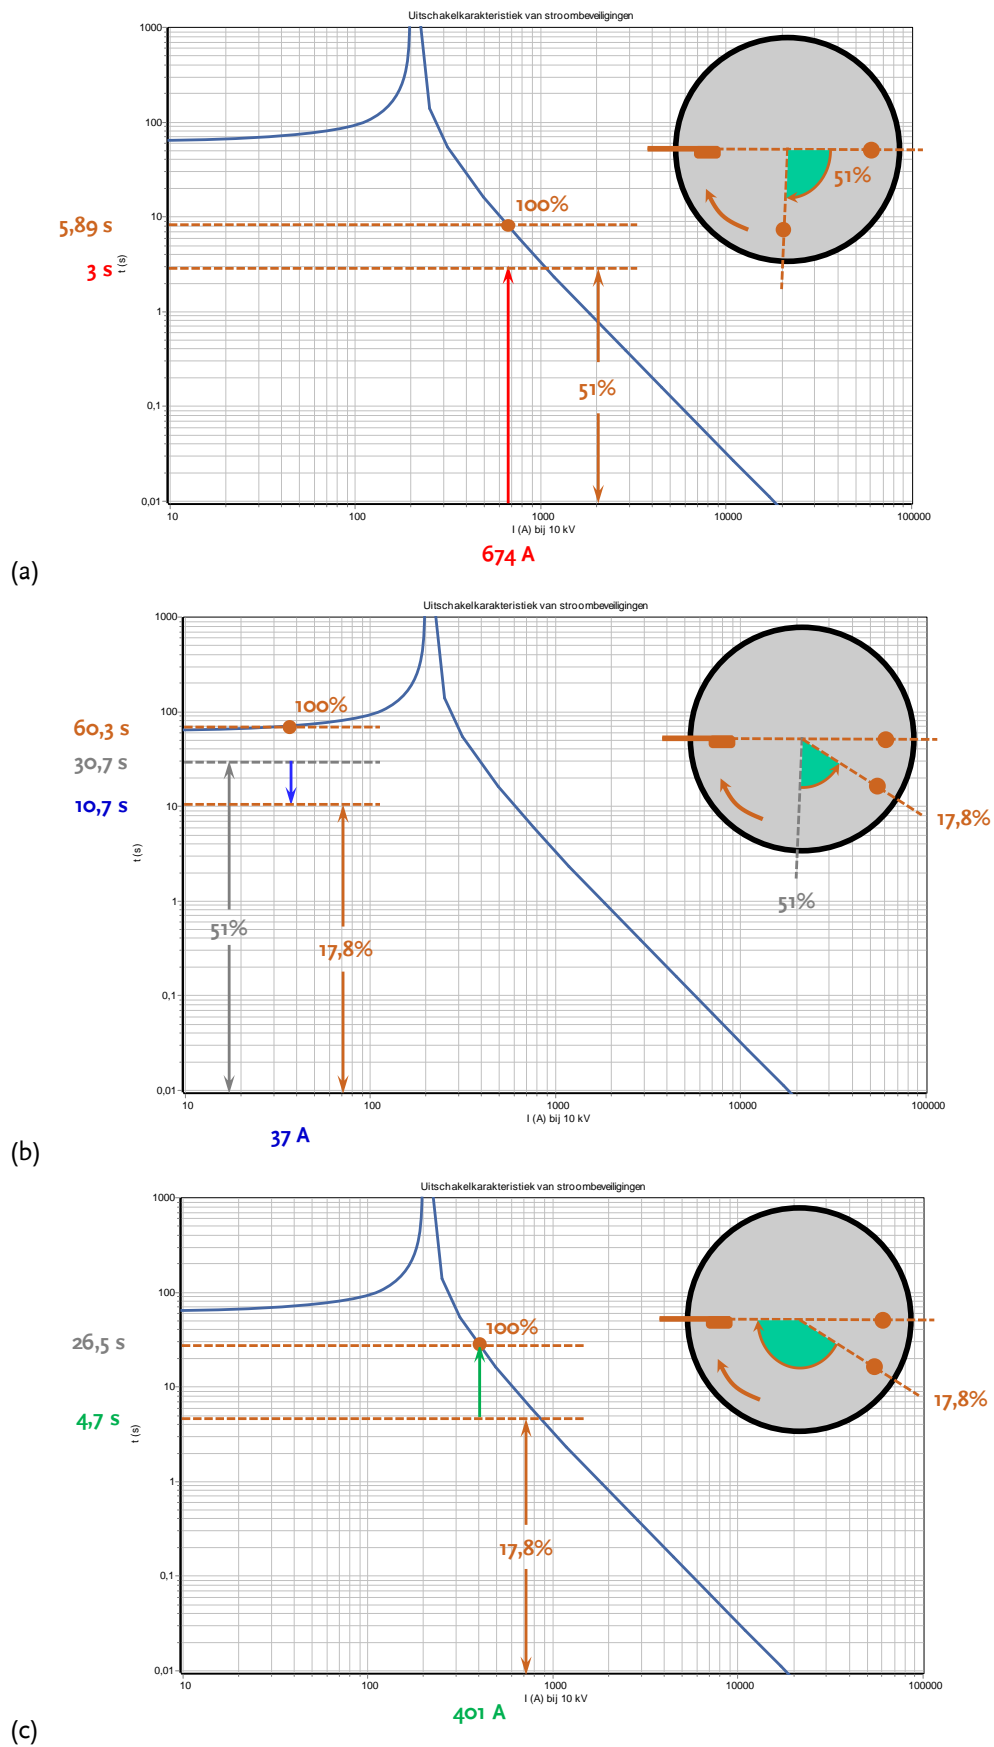 Uitschakelkarakteristiek van stroombeveiligingen
1000
100
10
1
0,1
0,01
t (s)
5,89 s
3 s
100%
51%
51%
10
100
1000
10000
100000
I (A) bij 10 kV
674 A
(a)
Uitschakelkarakteristiek van stroombeveiligingen
1000
100
10
1
0,1
0,01
t (s)
60,3 s
30,7 s
10,7 s
100%
51%
17,8%
17,8%
51%
10
100
1000
10000
100000
I (A) bij 10 kV
37 A
(b)
Uitschakelkarakteristiek van stroombeveiligingen
1000
100
10
1
0,1
0,01
t (s)
26,5 s
4,7 s
100%
17,8%
17,8%
10
100
1000
10000
100000
I (A) bij 10 kV
401 A
(c)